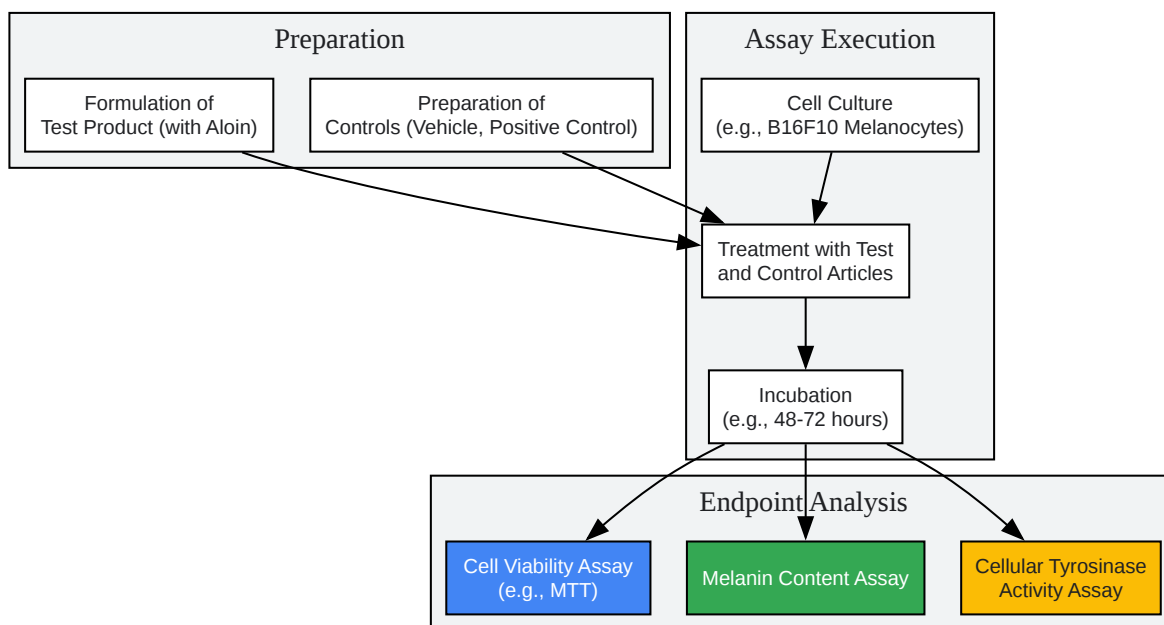 Preparation
Assay Execution
Formulation of
Test Product (with Aloin)
Preparation of
Controls (Vehicle, Positive Control)
Cell Culture
(e.g., B16F10 Melanocytes)
Treatment with Test
and Control Articles
Incubation
(e.g., 48-72 hours)
Endpoint Analysis
Cell Viability Assay
(e.g., MTT)
Melanin Content Assay
Cellular Tyrosinase
Activity Assay